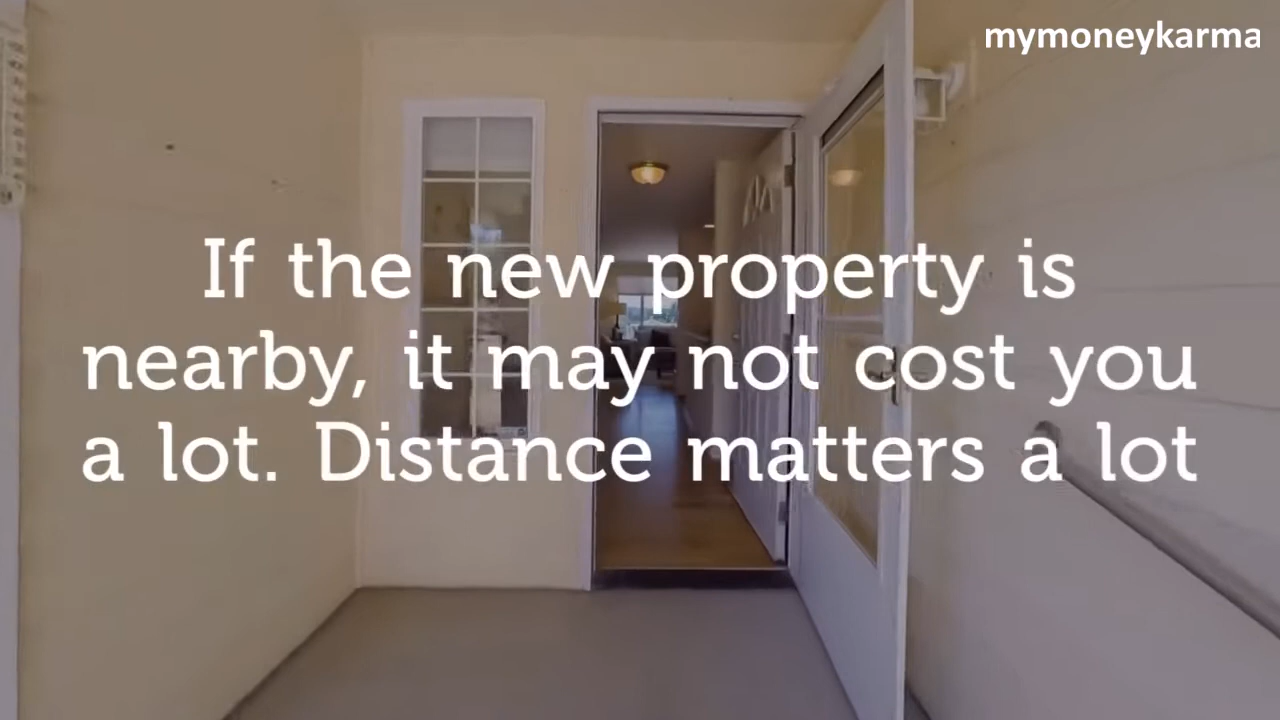 mymoneykarma
If the new property is
nearby, it may not cost you
a lot. Distance matters a lot